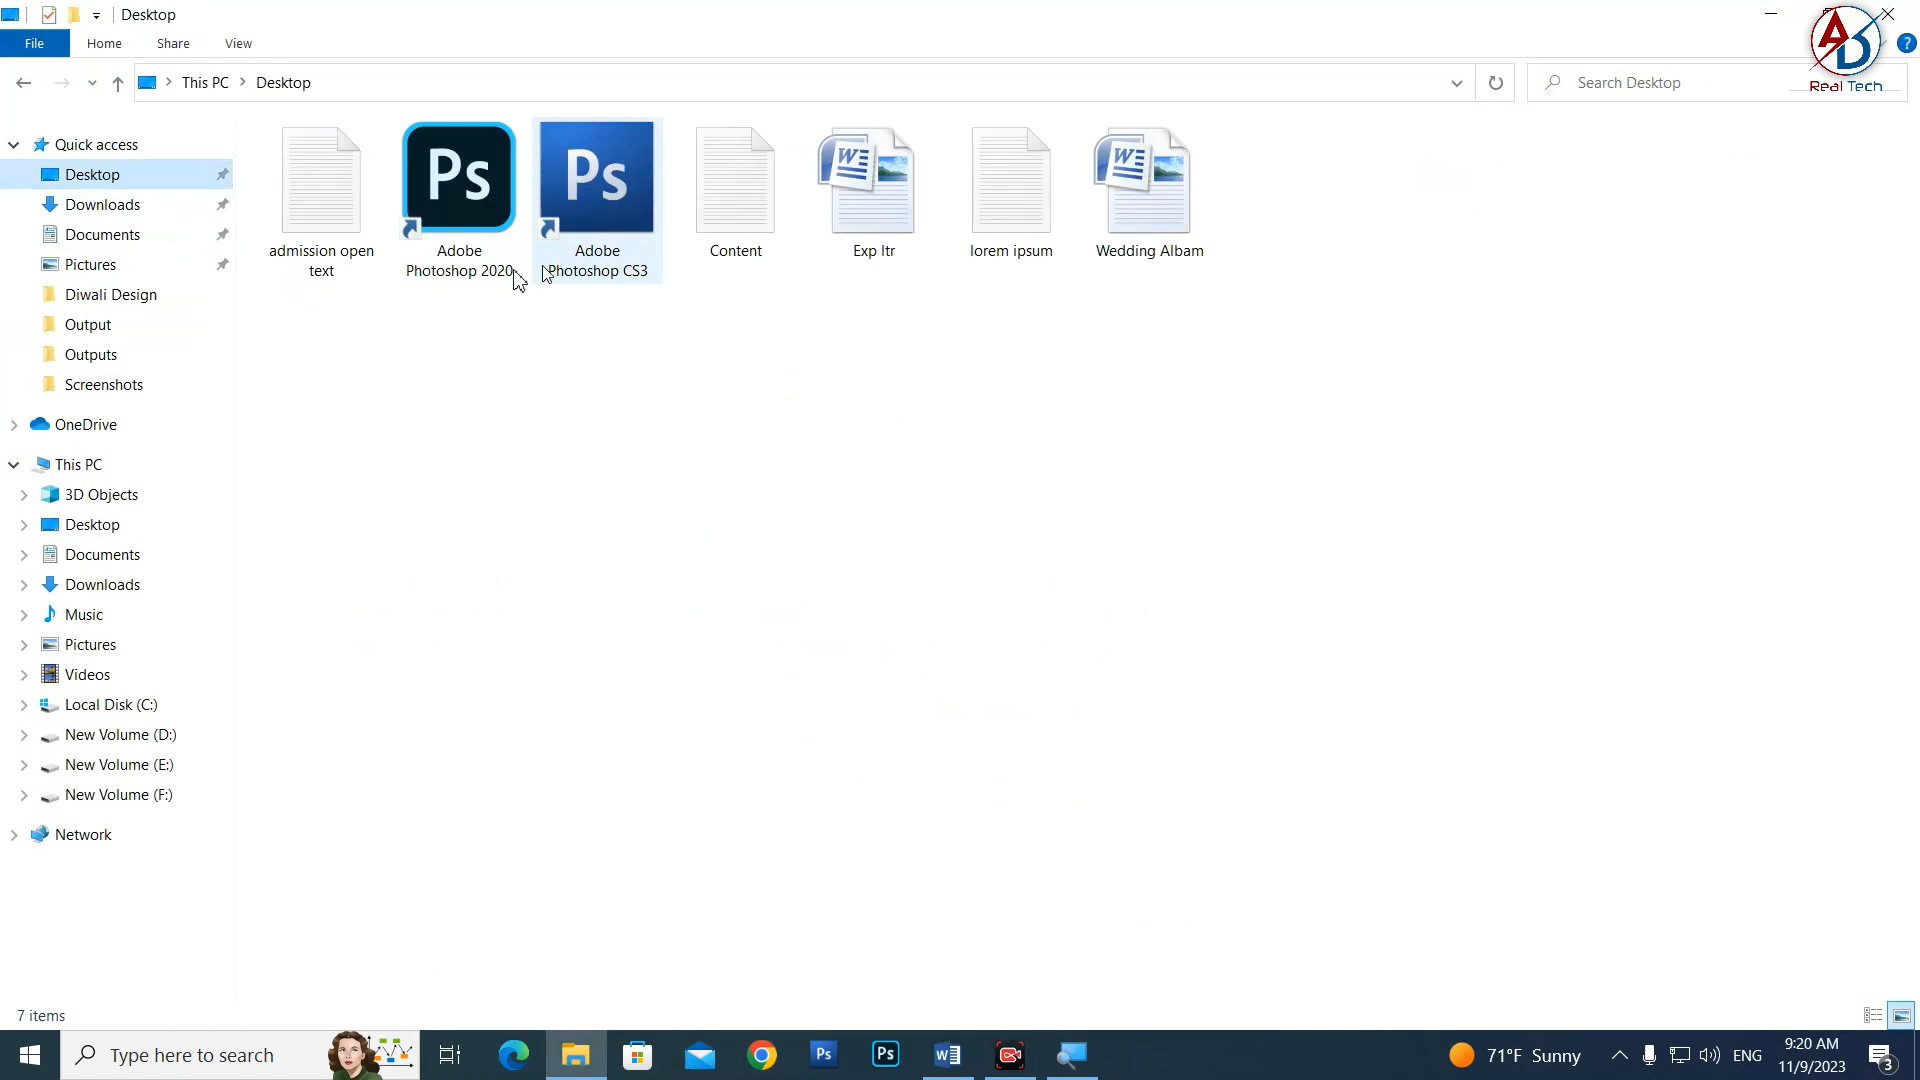 Desktop
File Home Share View
This PC Desktop
Search Desktop
Real Tech
Quick access
Desktop
Downloads
Documents
Pictures
Diwali Design
Output
Outputs
Screenshots
OneDrive
This PC
3D Objects
Desktop
Documents
Downloads
Music
Pictures
Videos
Local Disk (C:)
New Volume (D:)
New Volume (E:)
New Volume (F:)
Network
Ps
Ps
W
W
admission open
text
Adobe
Photoshop 2020
Adobe
Photoshop CS3
Content
Exp ltr
lorem ipsum
Wedding Albam
7 items
Type here to search
Ps
Ps
W
71°F Sunny
ENG
9:20 AM
11/9/2023
3